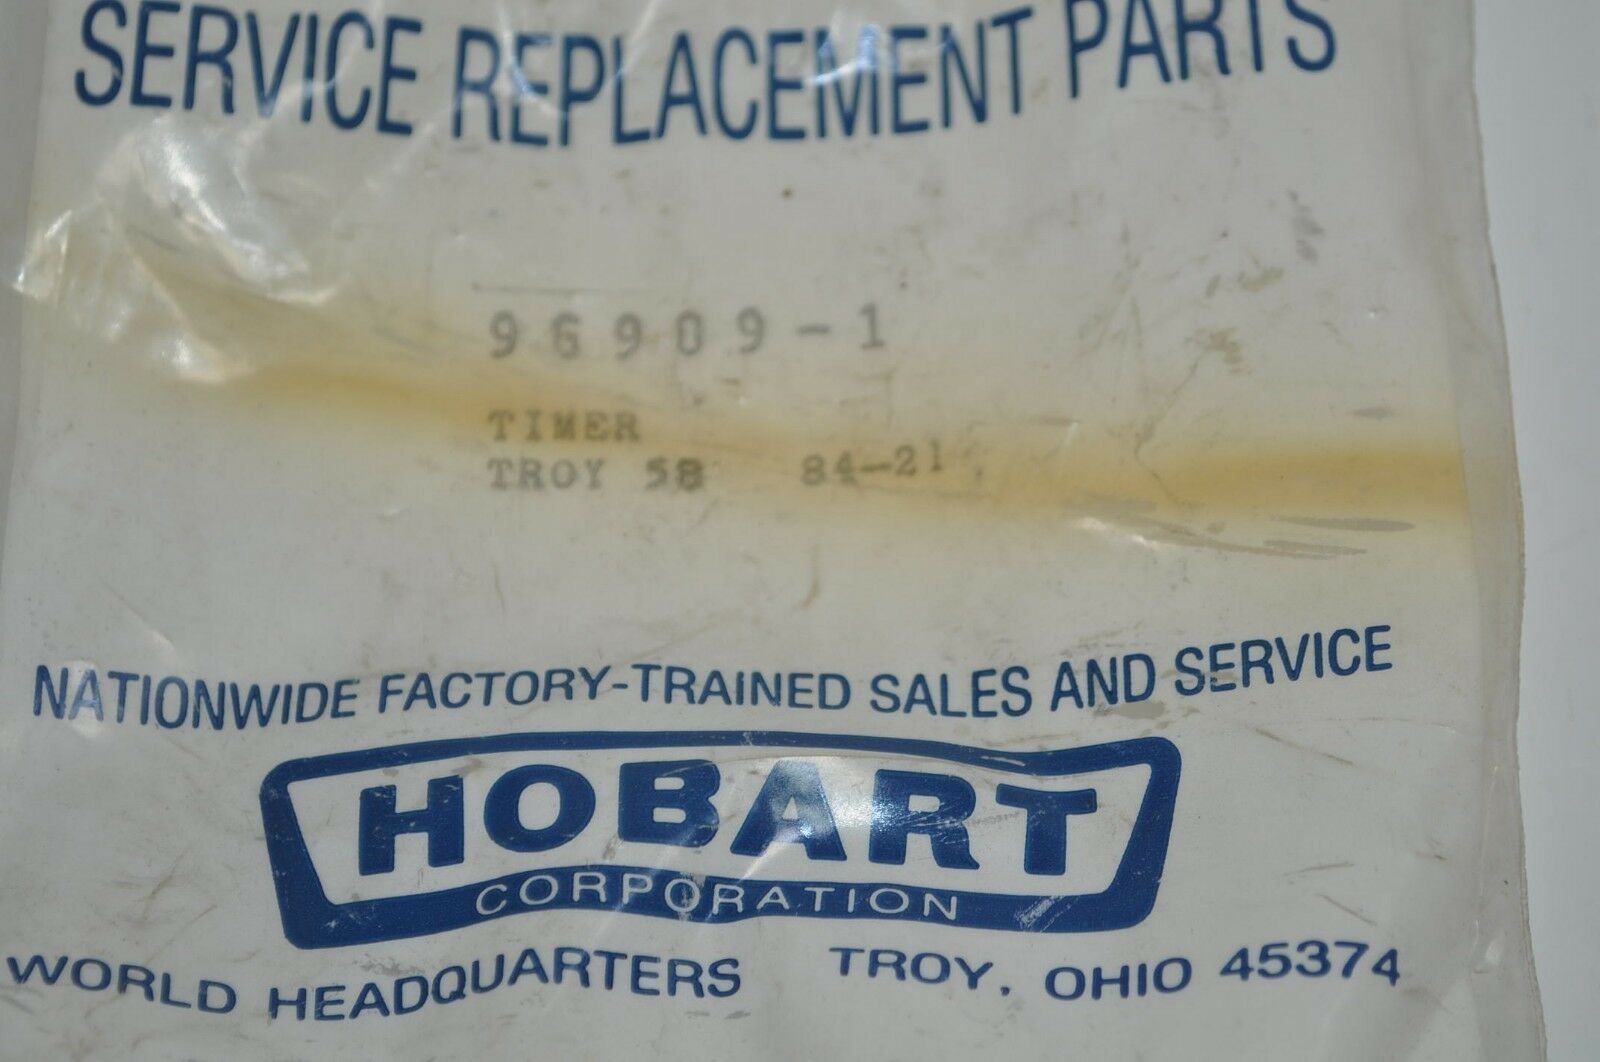 SERVICE REPLACEMENT PARTS
96909-1
TIMER
TROY 58 84-21
NATIONWIDE FACTORY-TRAINED SALES AND SERVICE
HOBART
CORPORATION
WORLD HEADQUARTERS TROY, OHIO 45374